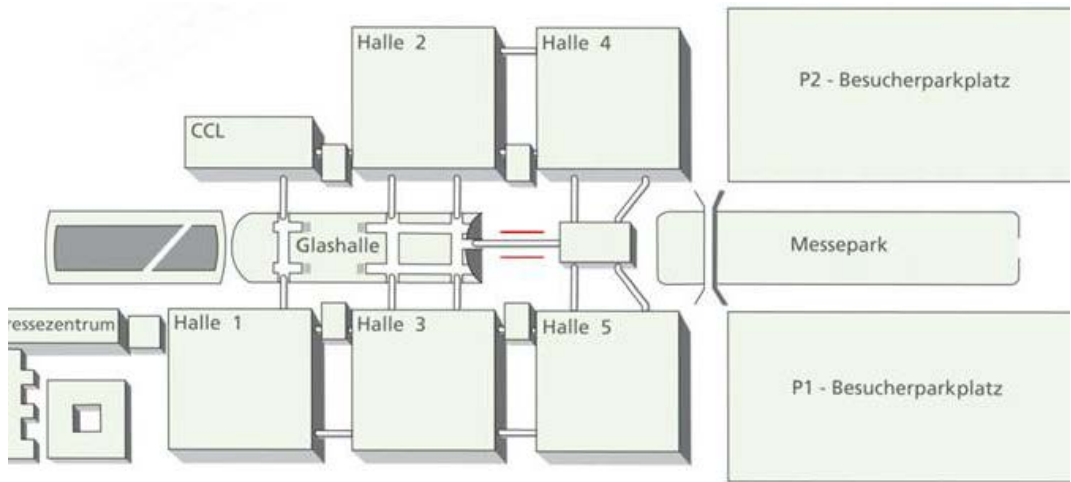 Halle 2
Halle 4
P2 - Besucherparkplatz
CCL
Glashalle
Messepark
ressezentrum
Halle 1
Halle 3
Halle 5
P1 - Besucherparkplatz